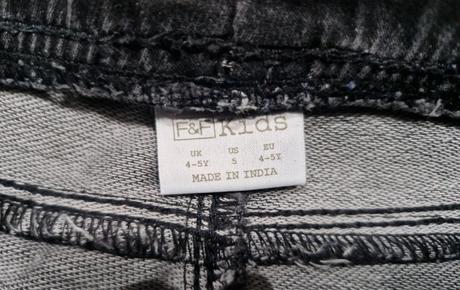 F&F Kids
UK US EU
4-5Y 5 4-5Y
MADE IN INDIA